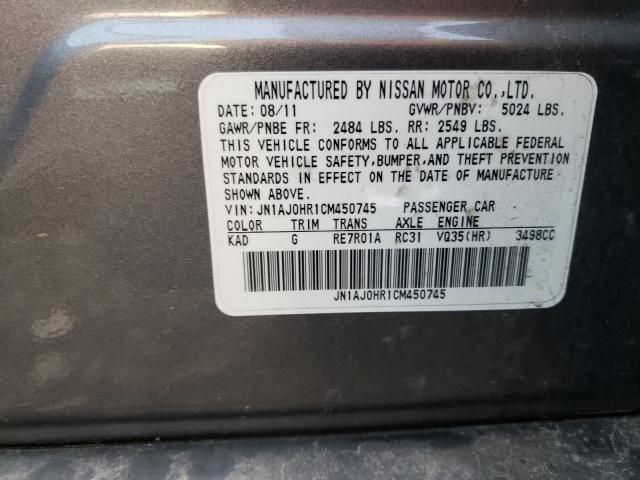 MANUFACTURED BY NISSAN MOTOR CO.,LTD.
DATE: 08/11 GVWR/PNBV: 5024 LBS.
GAWR/PNBE FR: 2484 LBS. RR: 2549 LBS.
THIS VEHICLE CONFORMS TO ALL APPLICABLE FEDERAL
MOTOR VEHICLE SAFETY,BUMPER,AND THEFT PREVENTION
STANDARDS IN EFFECT ON THE DATE OF MANUFACTURE
SHOWN ABOVE.
VIN: JN1AJ0HR1CM450745 PASSENGER CAR
COLOR TRIM TRANS AXLE ENGINE
KAD G RE7R01A RC31 VQ35(HR) 3498CC
JN1AJ0HR1CM450745